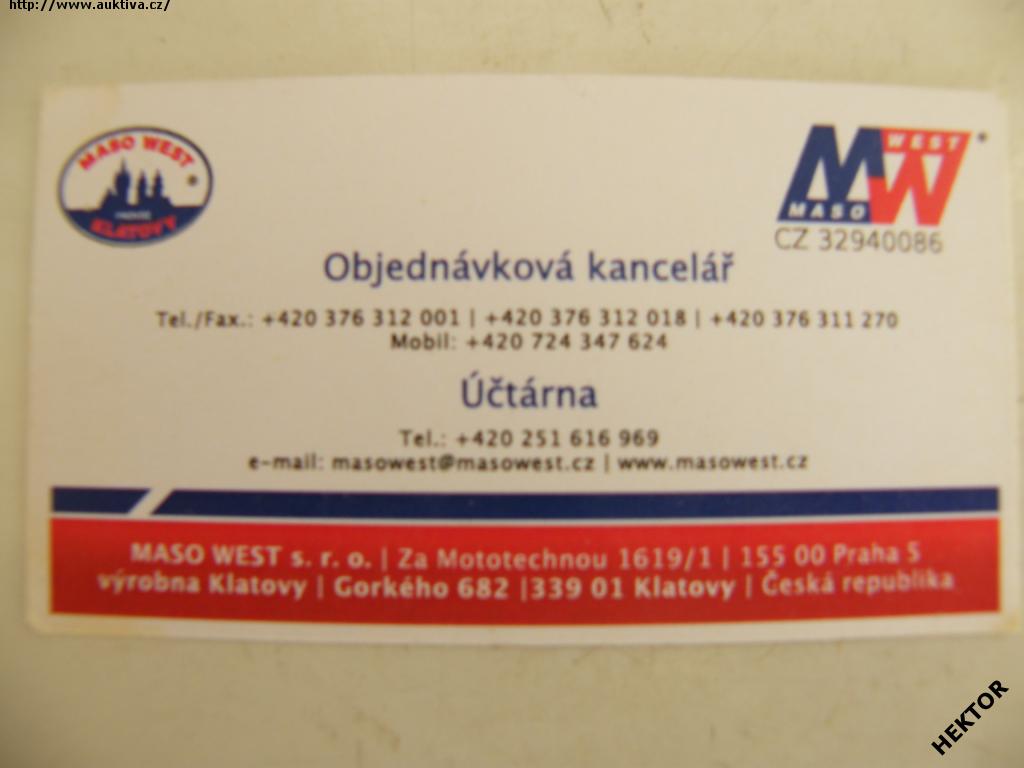 http://www.auktiva.cz/
MASO WEST
KLATOVY
WEST
MW
MASO
CZ 32940086
Objednávková kancelář
Tel./Fax.: +420 376 312 001 | +420 376 312 018 | +420 376 311 270
Mobil: +420 724 347 624
Účtárna
Tel.: +420 251 616 969
e-mail: masowest@masowest.cz | www.masowest.cz
MASO WEST s. r. o. | Za Mototechnou 1619/1 | 155 00 Praha 5
výrobna Klatovy | Gorkého 682 |339 01 Klatovy | Česká republika
HEKTOR